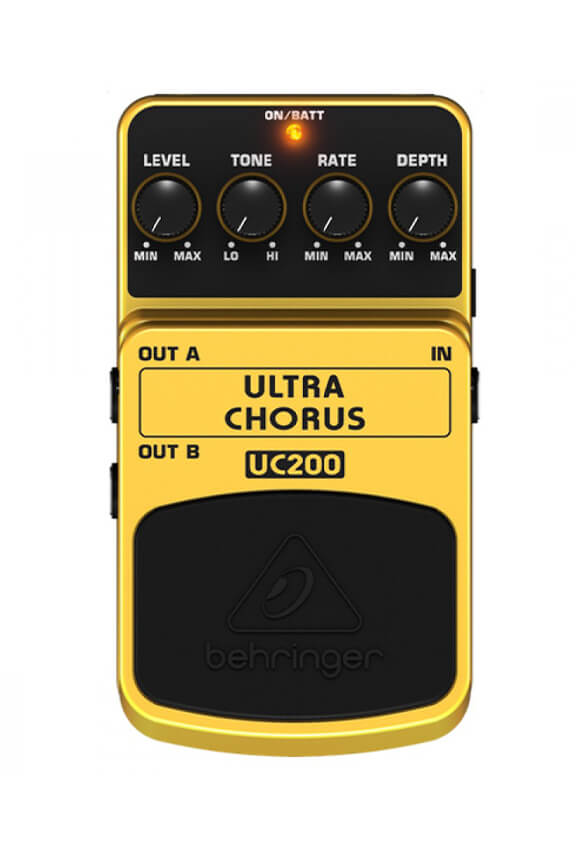 ON/BATT
LEVEL TONE RATE DEPTH
MIN MAX LO HI MIN MAX MIN MAX
OUT A IN
ULTRA
CHORUS
OUT B
UC200
behringer